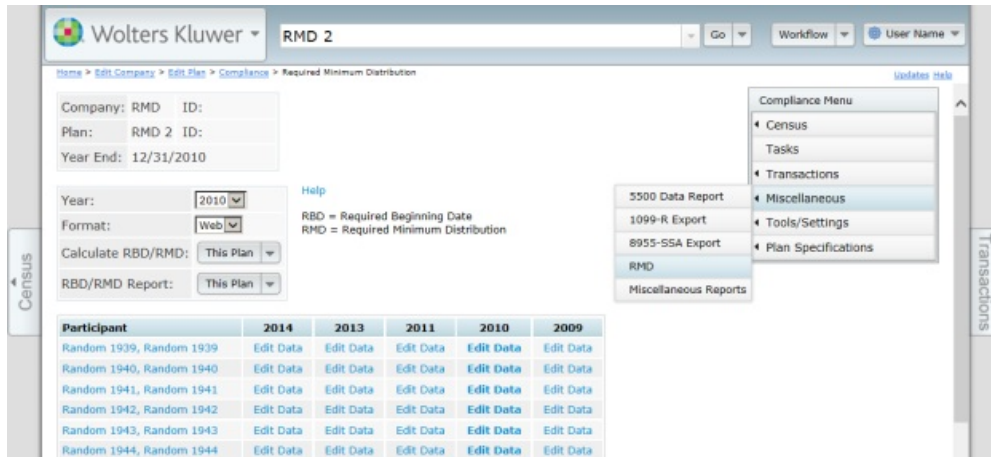 Wolters Kluwer
RMD 2
Go
Workflow
User Name
Home > Edit Company > Edit Plan > Compliance > Required Minimum Distribution
Updates Help
Company: RMD ID:
Plan: RMD 2 ID:
Year End: 12/31/2010
Compliance Menu
Census
Tasks
Transactions
Miscellaneous
Tools/Settings
Plan Specifications
5500 Data Report
1099-R Export
8955-SSA Export
RMD
Miscellaneous Reports
Year: 2010
Format: Web
Calculate RBD/RMD: This Plan
RBD/RMD Report: This Plan
Help
RBD = Required Beginning Date
RMD = Required Minimum Distribution
Census
Transactions
Participant 2014 2013 2011 2010 2009
Random 1939, Random 1939 Edit Data Edit Data Edit Data Edit Data Edit Data
Random 1940, Random 1940 Edit Data Edit Data Edit Data Edit Data Edit Data
Random 1941, Random 1941 Edit Data Edit Data Edit Data Edit Data Edit Data
Random 1942, Random 1942 Edit Data Edit Data Edit Data Edit Data Edit Data
Random 1943, Random 1943 Edit Data Edit Data Edit Data Edit Data Edit Data
Random 1944, Random 1944 Edit Data Edit Data Edit Data Edit Data Edit Data